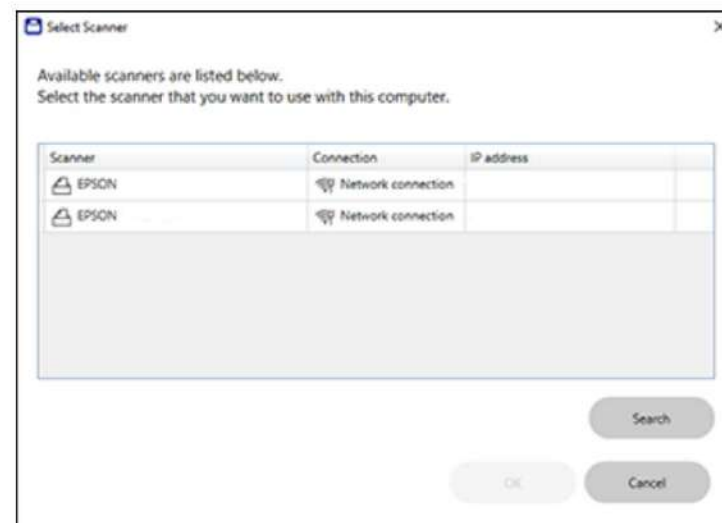 Select Scanner
Available scanners are listed below.
Select the scanner that you want to use with this computer.
Scanner Connection IP address
EPSON Network connection
EPSON Network connection
Search
OK Cancel